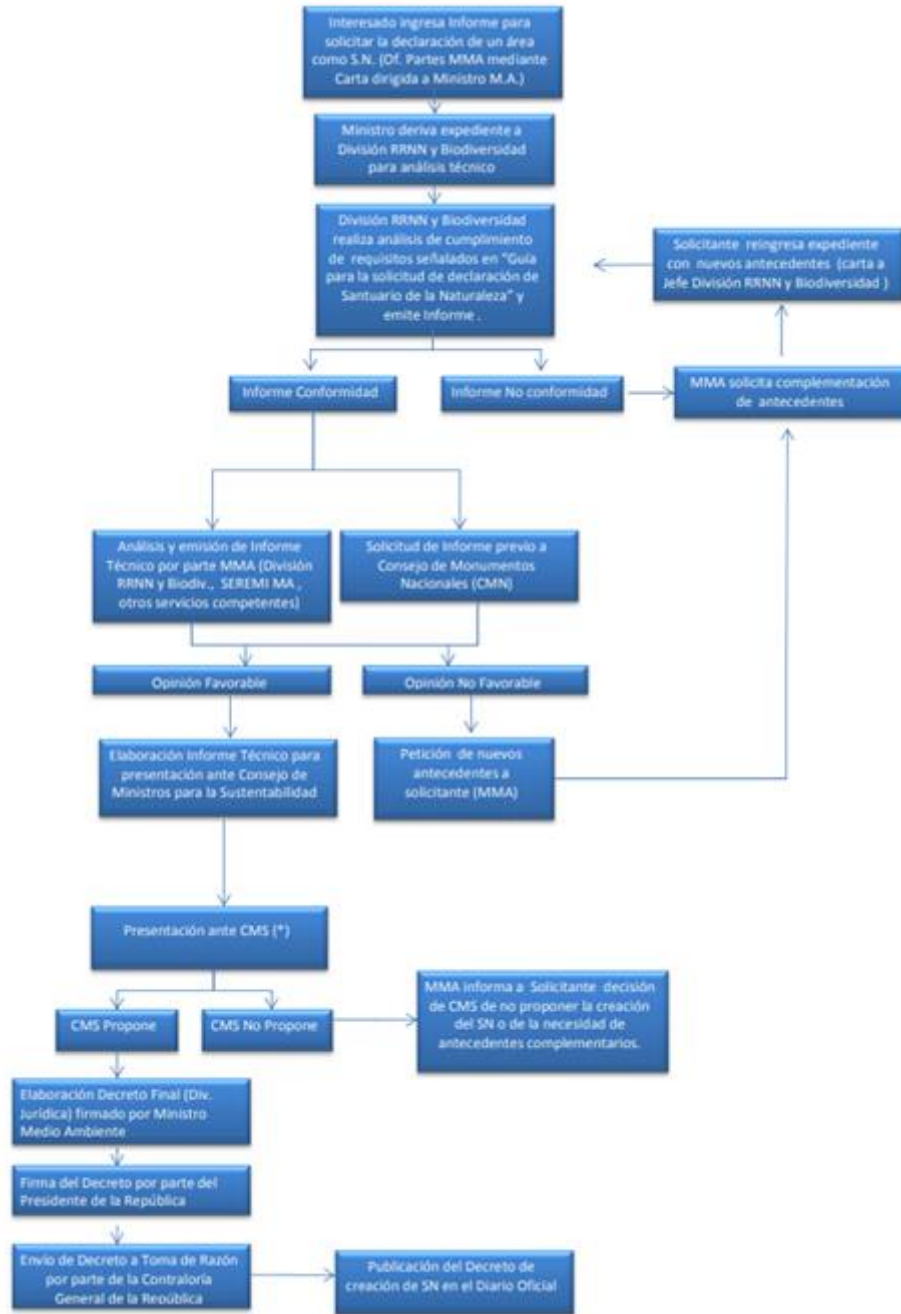 Interesado ingresa Informe para
solicitar la declaración de un área
como S.N. (Of. Partes MMA mediante
Carta dirigida a Ministro M.A.)
Ministro deriva expediente a
División RRNN y Biodiversidad
para análisis técnico
División RRNN y Biodiversidad
realiza análisis de cumplimiento
de requisitos señalados en "Guía
para la solicitud de declaración de
Santuario de la Naturaleza" y
emite Informe .
Solicitante reingresa expediente
con nuevos antecedentes (carta a
Jefe División RRNN y Biodiversidad )
Informe Conformidad
Informe No conformidad
MMA solicita complementación
de antecedentes
Análisis y emisión de Informe
Técnico por parte MMA (División
RRNN y Biodiv., SEREMI MA ,
otros servicios competentes)
Solicitud de Informe previo a
Consejo de Monumentos
Nacionales (CMN)
Opinión Favorable
Opinión No Favorable
Elaboración Informe Técnico para
presentación ante Consejo de
Ministros para la Sustentabilidad
Petición de nuevos
antecedentes a
solicitante (MMA)
Presentación ante CMS (*)
CMS Propone
CMS No Propone
MMA informa a Solicitante decisión
de CMS de no proponer la creación
del SN o de la necesidad de
antecedentes complementarios.
Elaboración Decreto Final (Div.
Jurídica) firmado por Ministro
Medio Ambiente
Firma del Decreto por parte del
Presidente de la República
Envío de Decreto a Toma de Razón
por parte de la Contraloría
General de la República
Publicación del Decreto de
creación de SN en el Diario Oficial